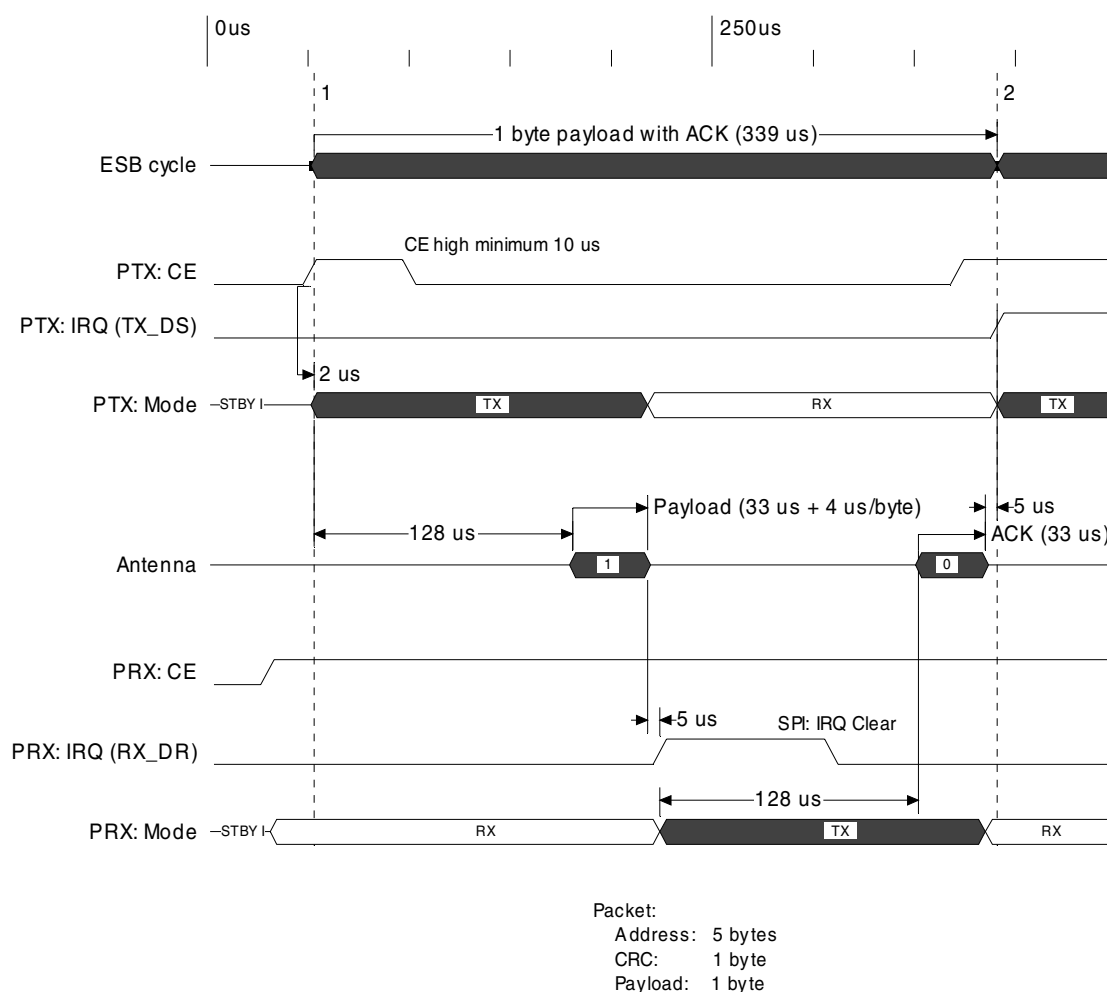 0us
250us
1
2
1 byte payload with ACK (339 us)
ESB cycle
CE high minimum 10 us
PTX: CE
PTX: IRQ (TX_DS)
2 us
PTX: Mode
STBY I
TX
RX
TX
Payload (33 us + 4 us/byte)
5 us
128 us
ACK (33 us)
Antenna
1
0
PRX: CE
5 us
SPI: IRQ Clear
PRX: IRQ (RX_DR)
128 us
PRX: Mode
STBY I
RX
TX
RX
Packet:
Address: 5 bytes
CRC: 1 byte
Payload: 1 byte